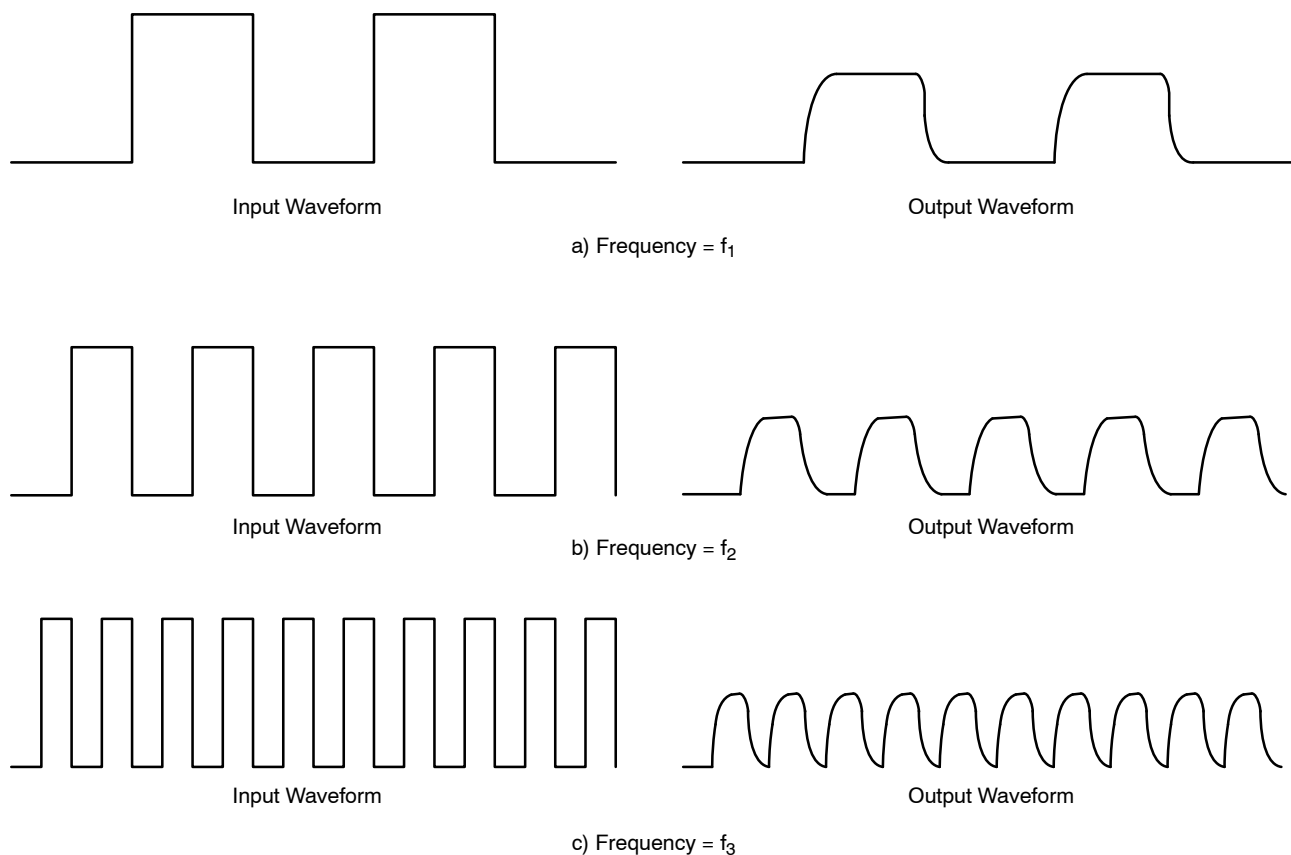 Input Waveform
Output Waveform
a) Frequency = f₁
Input Waveform
Output Waveform
b) Frequency = f₂
Input Waveform
Output Waveform
c) Frequency = f₃